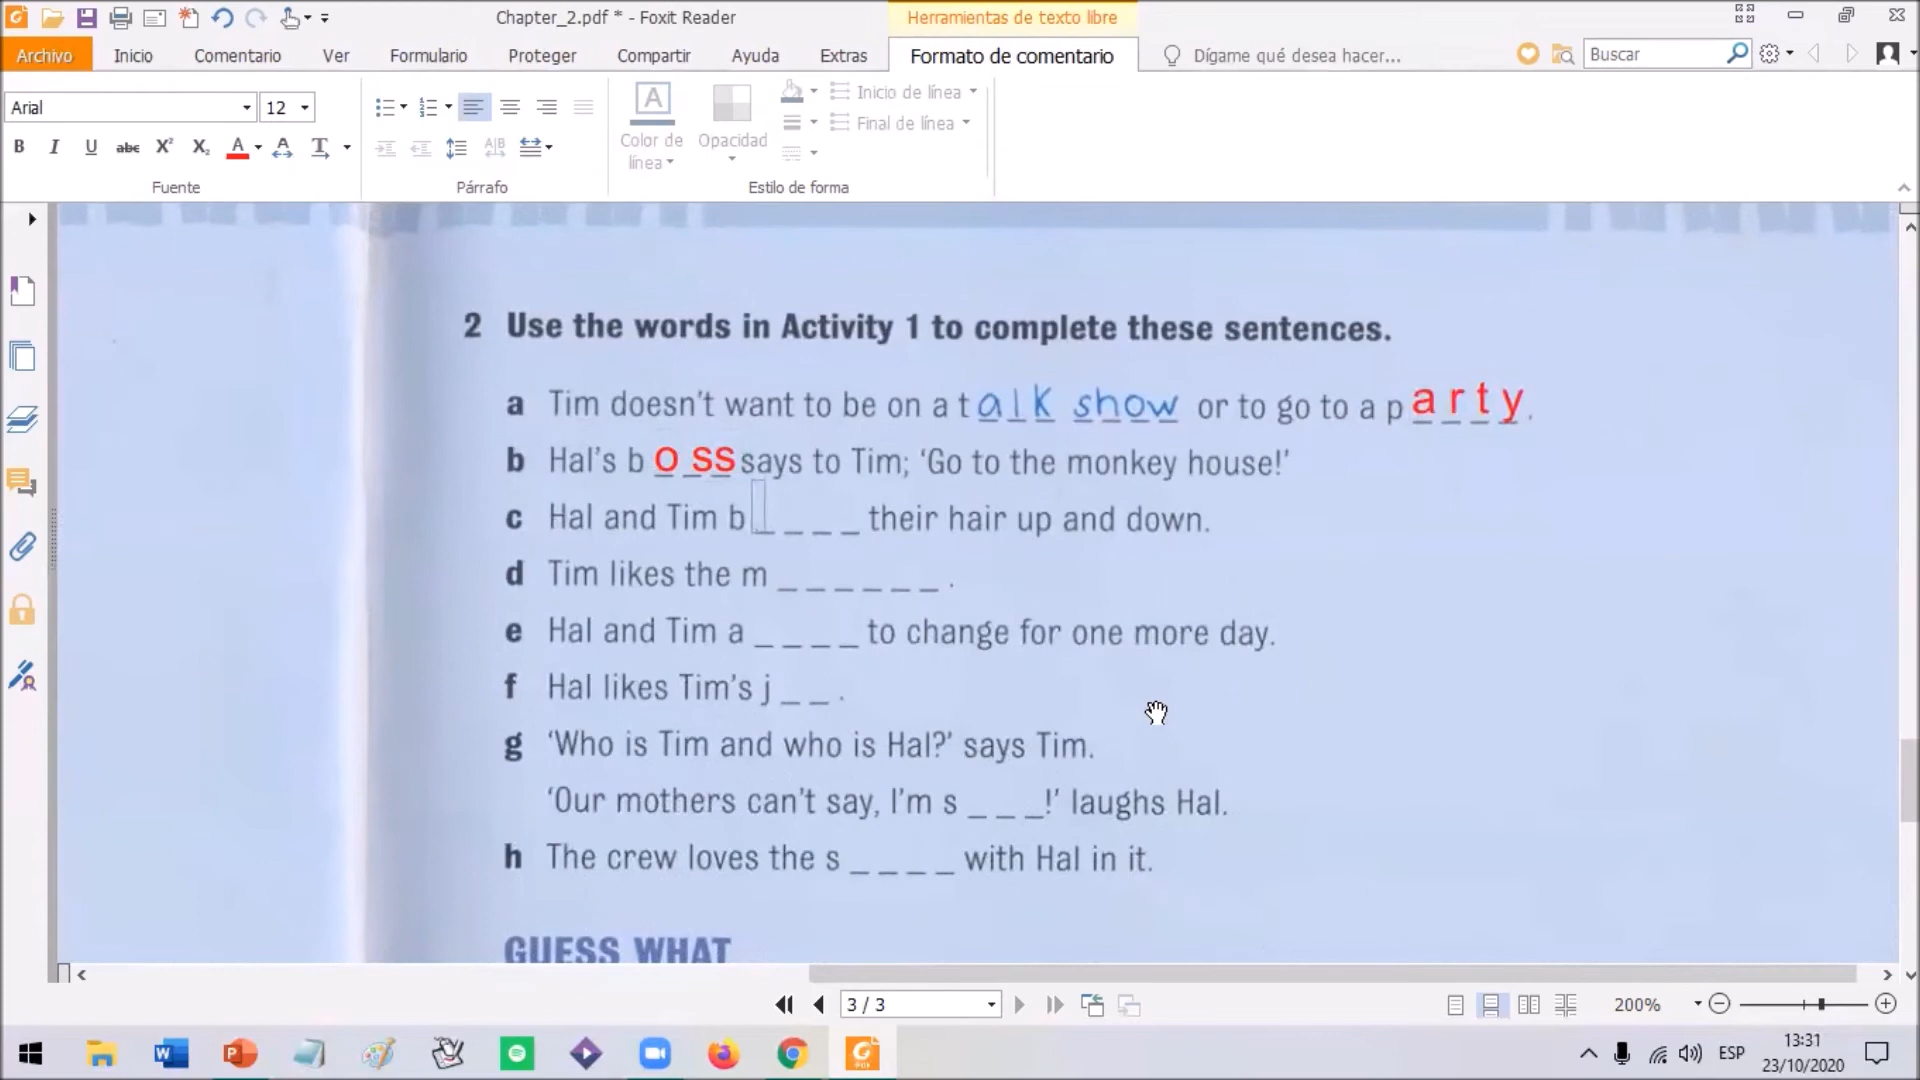 Chapter_2.pdf * - Foxit Reader
Herramientas de texto libre
Archivo Inicio Comentario Ver Formulario Proteger Compartir Ayuda Extras Formato de comentario Dígame qué desea hacer... Buscar
Arial 12 Color de línea Opacidad Inicio de línea
Final de línea
Fuente Párrafo Estilo de forma
2 Use the words in Activity 1 to complete these sentences.
a Tim doesn't want to be on a talk show or to go to a party.
b Hal's b oss says to Tim; 'Go to the monkey house!'
c Hal and Tim b _ _ _ _ their hair up and down.
d Tim likes the m _ _ _ _ _ _ .
e Hal and Tim a _ _ _ _ to change for one more day.
f Hal likes Tim's j _ _ .
g 'Who is Tim and who is Hal?' says Tim.
'Our mothers can't say, I'm s _ _ _!' laughs Hal.
h The crew loves the s _ _ _ _ with Hal in it.
GUESS WHAT
3 / 3 200%
ESP 13:31
23/10/2020